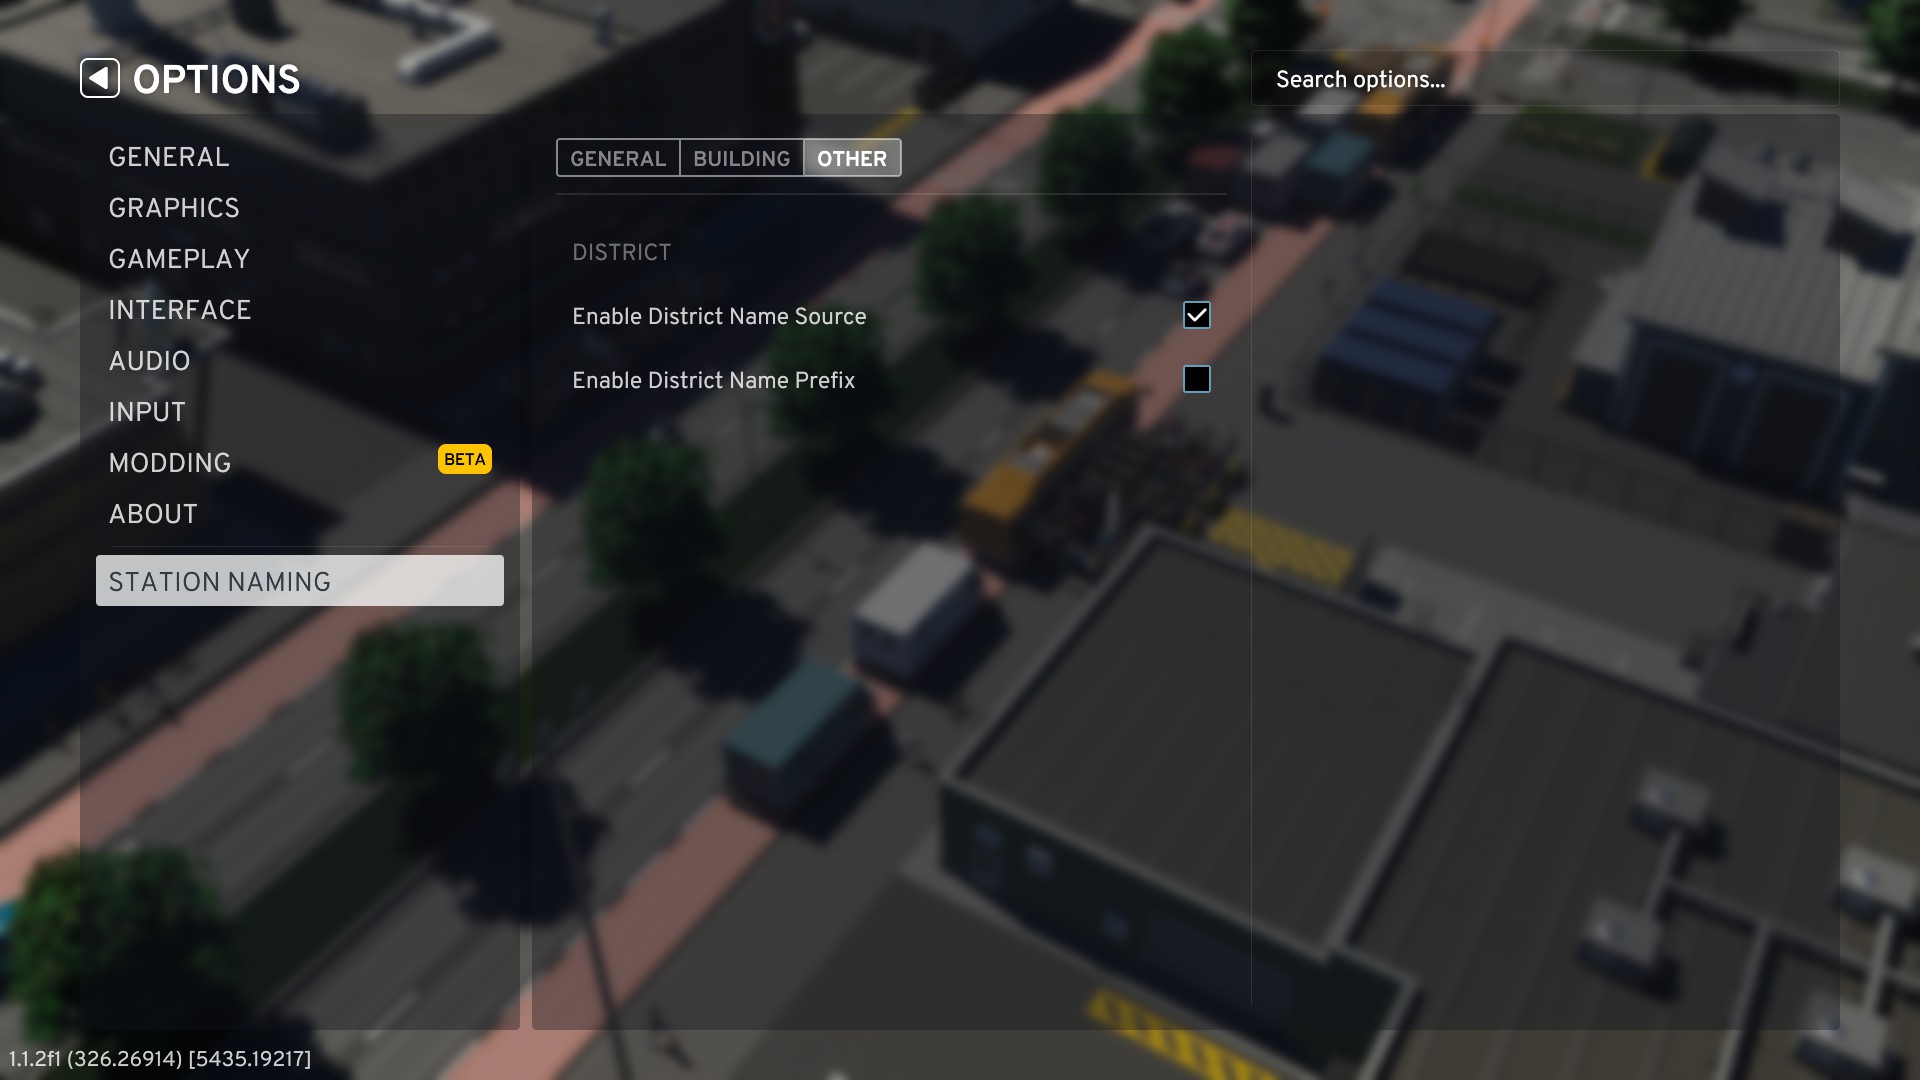 OPTIONS
Search options...
GENERAL
GRAPHICS
GAMEPLAY
INTERFACE
AUDIO
INPUT
MODDING BETA
ABOUT
STATION NAMING
GENERAL BUILDING OTHER
DISTRICT
Enable District Name Source
Enable District Name Prefix
1.1.2f1 (326.26914) [5435.19217]